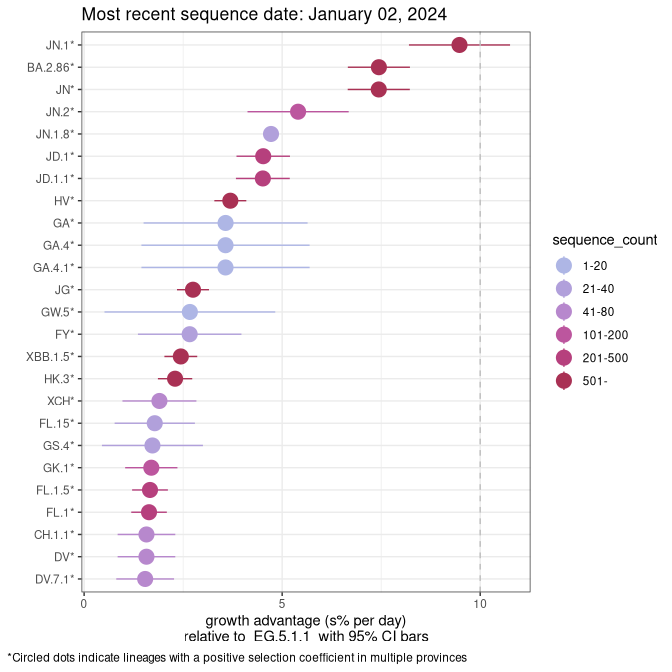 Most recent sequence date: January 02, 2024
JN.1*
BA.2.86*
JN*
JN.2*
JN.1.8*
JD.1*
JD.1.1*
HV*
GA*
GA.4*
GA.4.1*
JG*
GW.5*
FY*
XBB.1.5*
HK.3*
XCH*
FL.15*
GS.4*
GK.1*
FL.1.5*
FL.1*
CH.1.1*
DV*
DV.7.1*
0 5 10
growth advantage (s% per day)
relative to EG.5.1.1 with 95% CI bars
sequence_count
1-20
21-40
41-80
101-200
201-500
501-
*Circled dots indicate lineages with a positive selection coefficient in multiple provinces